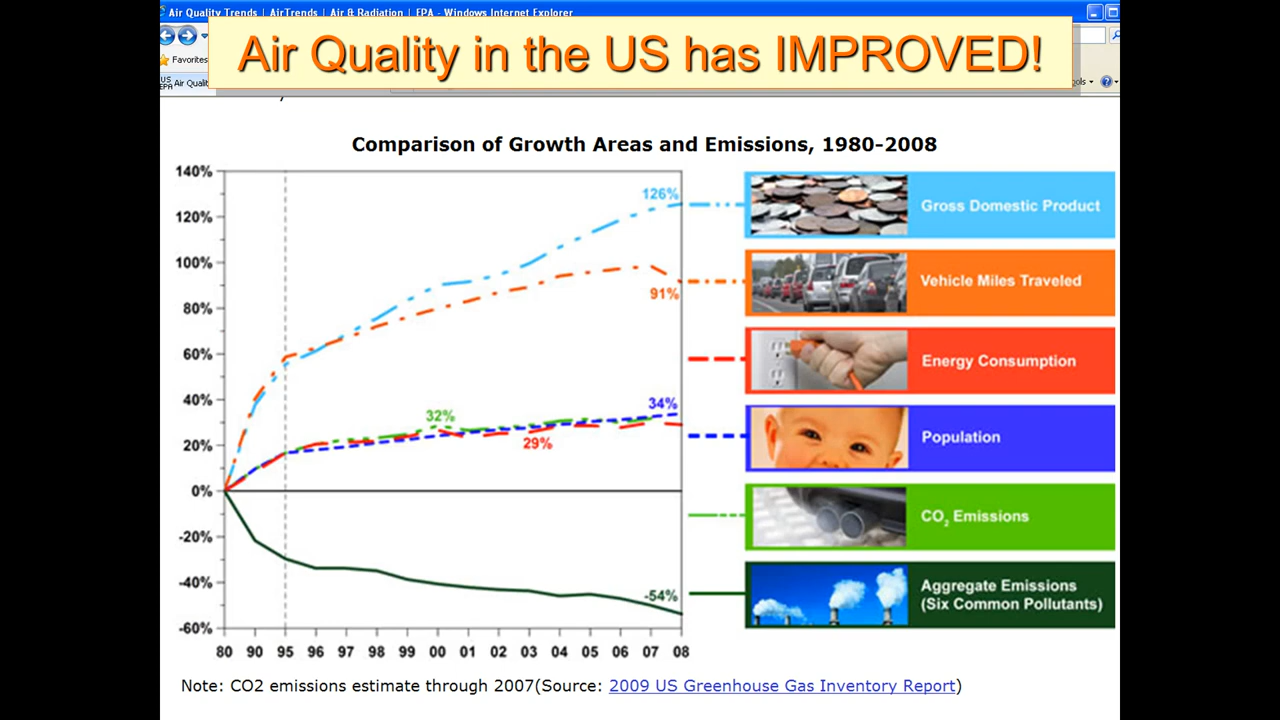 Air Quality Trends | AirTrends | Air & Radiation | EPA - Windows Internet Explorer
Air Quality in the US has IMPROVED!
Favorites
US
EPA
Air Quality
Comparison of Growth Areas and Emissions, 1980-2008
140%
120%
100%
80%
60%
40%
20%
0%
-20%
-40%
-60%
126%
91%
32%
34%
29%
-54%
80 90 95 96 97 98 99 00 01 02 03 04 05 06 07 08
Gross Domestic Product
Vehicle Miles Traveled
Energy Consumption
Population
CO2 Emissions
Aggregate Emissions
(Six Common Pollutants)
Note: CO2 emissions estimate through 2007(Source: 2009 US Greenhouse Gas Inventory Report)